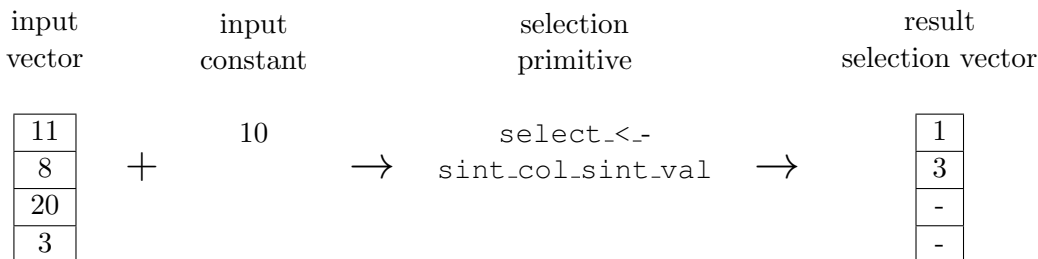 input input selection result
vector constant primitive selection vector
11 10 select_<_-
8 + → sint_col_sint_val → 1
20 3
3 -
-